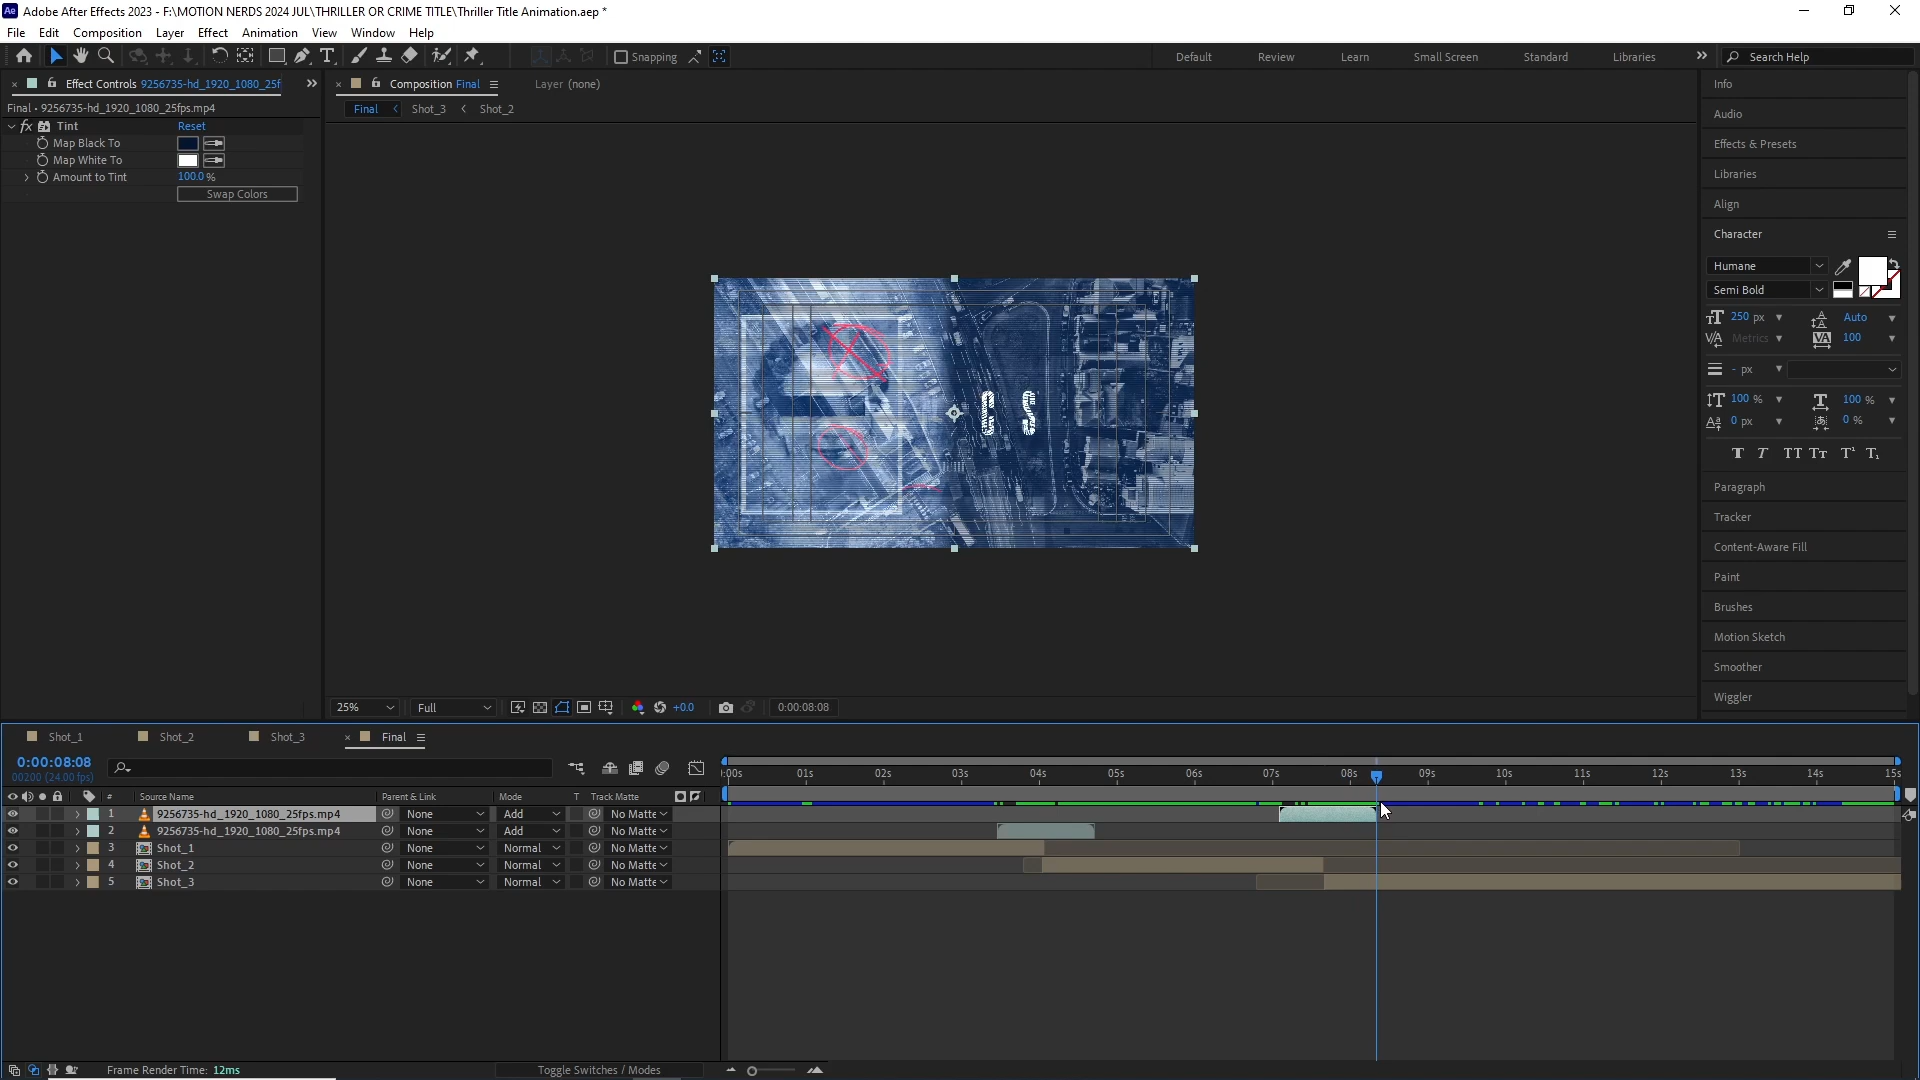 Adobe After Effects 2023 - F:\MOTION NERDS 2024 JUL\THRILLER OR CRIME TITLE\Thriller Title Animation.aep *
File Edit Composition Layer Effect Animation View Window Help
Snapping Default Review Learn Small Screen Standard Libraries Search Help
Effect Controls 9256735-hd_1920_1080_25f
Composition Final
Layer (none)
Final • 9256735-hd_1920_1080_25fps.mp4
Final Shot_3 Shot_2
fx Tint Reset
Map Black To
Map White To
Amount to Tint 100.0 %
Swap Colors
Info
Audio
Effects & Presets
Libraries
Align
Character
Humane
Semi Bold
250 px Auto
Metrics 100
- px
100 % 100 %
0 px 0 %
Paragraph
Tracker
Content-Aware Fill
Paint
Brushes
Motion Sketch
Smoother
Wiggler
25% Full +0.0 0:00:08:08
Shot_1 Shot_2 Shot_3 Final
0:00:08:08
00200 (24.00 fps)
:00s 01s 02s 03s 04s 05s 06s 07s 08s 09s 10s 11s 12s 13s 14s 15s
# Source Name Parent & Link Mode T Track Matte
1 9256735-hd_1920_1080_25fps.mp4 None Add No Matte
2 9256735-hd_1920_1080_25fps.mp4 None Add No Matte
3 Shot_1 None Normal No Matte
4 Shot_2 None Normal No Matte
5 Shot_3 None Normal No Matte
Frame Render Time: 12ms Toggle Switches / Modes